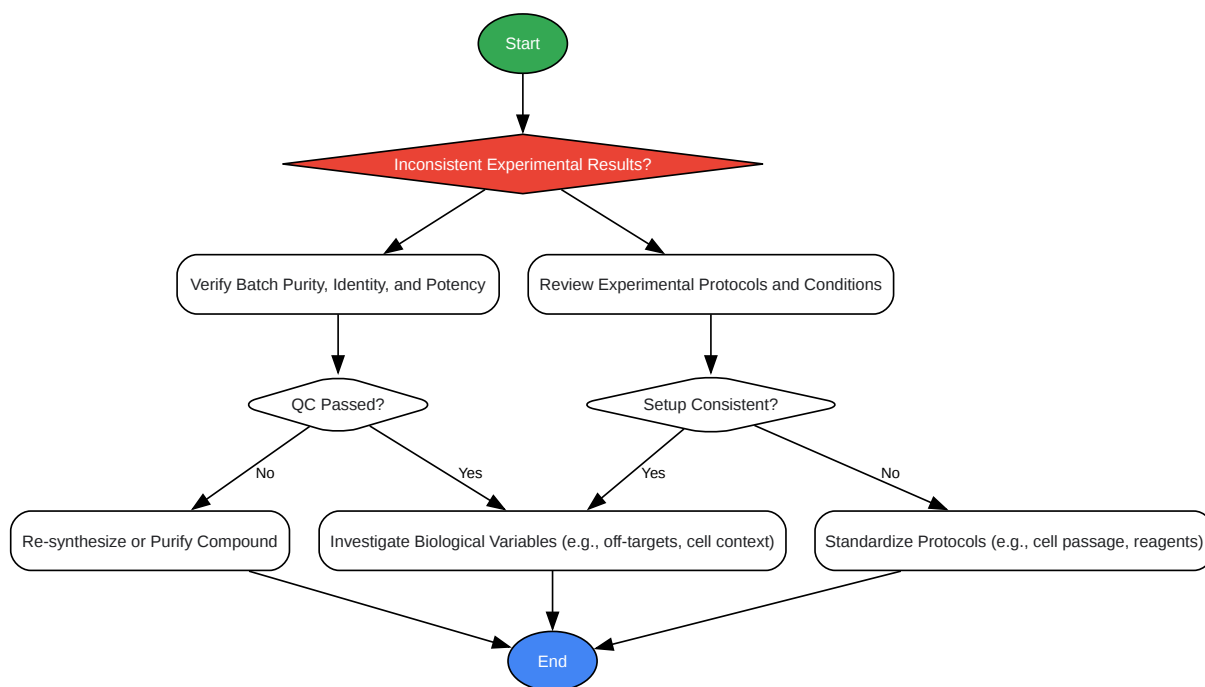 Start
Inconsistent Experimental Results?
Verify Batch Purity, Identity, and Potency
Review Experimental Protocols and Conditions
QC Passed?
Setup Consistent?
No
Yes
Yes
No
Re-synthesize or Purify Compound
Investigate Biological Variables (e.g., off-targets, cell context)
Standardize Protocols (e.g., cell passage, reagents)
End